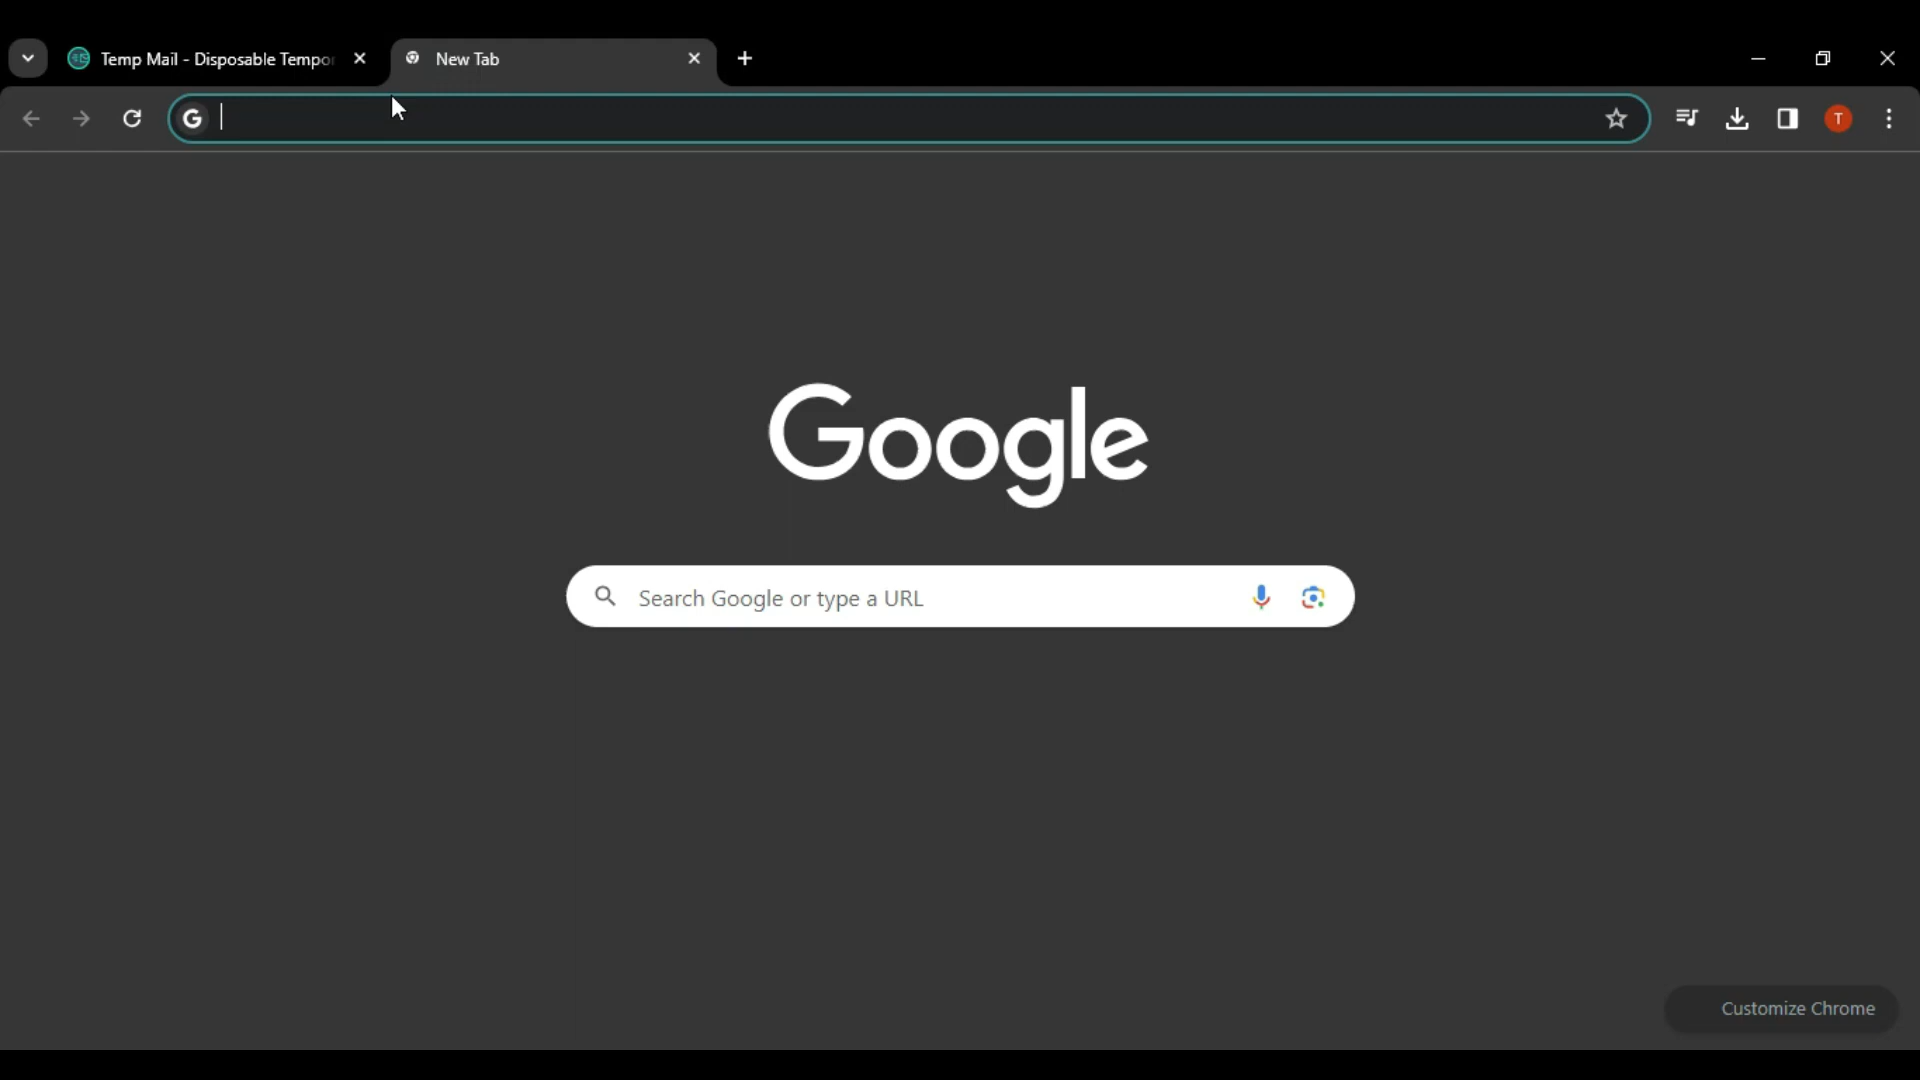 Temp Mail - Disposable Tempo
New Tab
G
T
Google
Search Google or type a URL
Customize Chrome